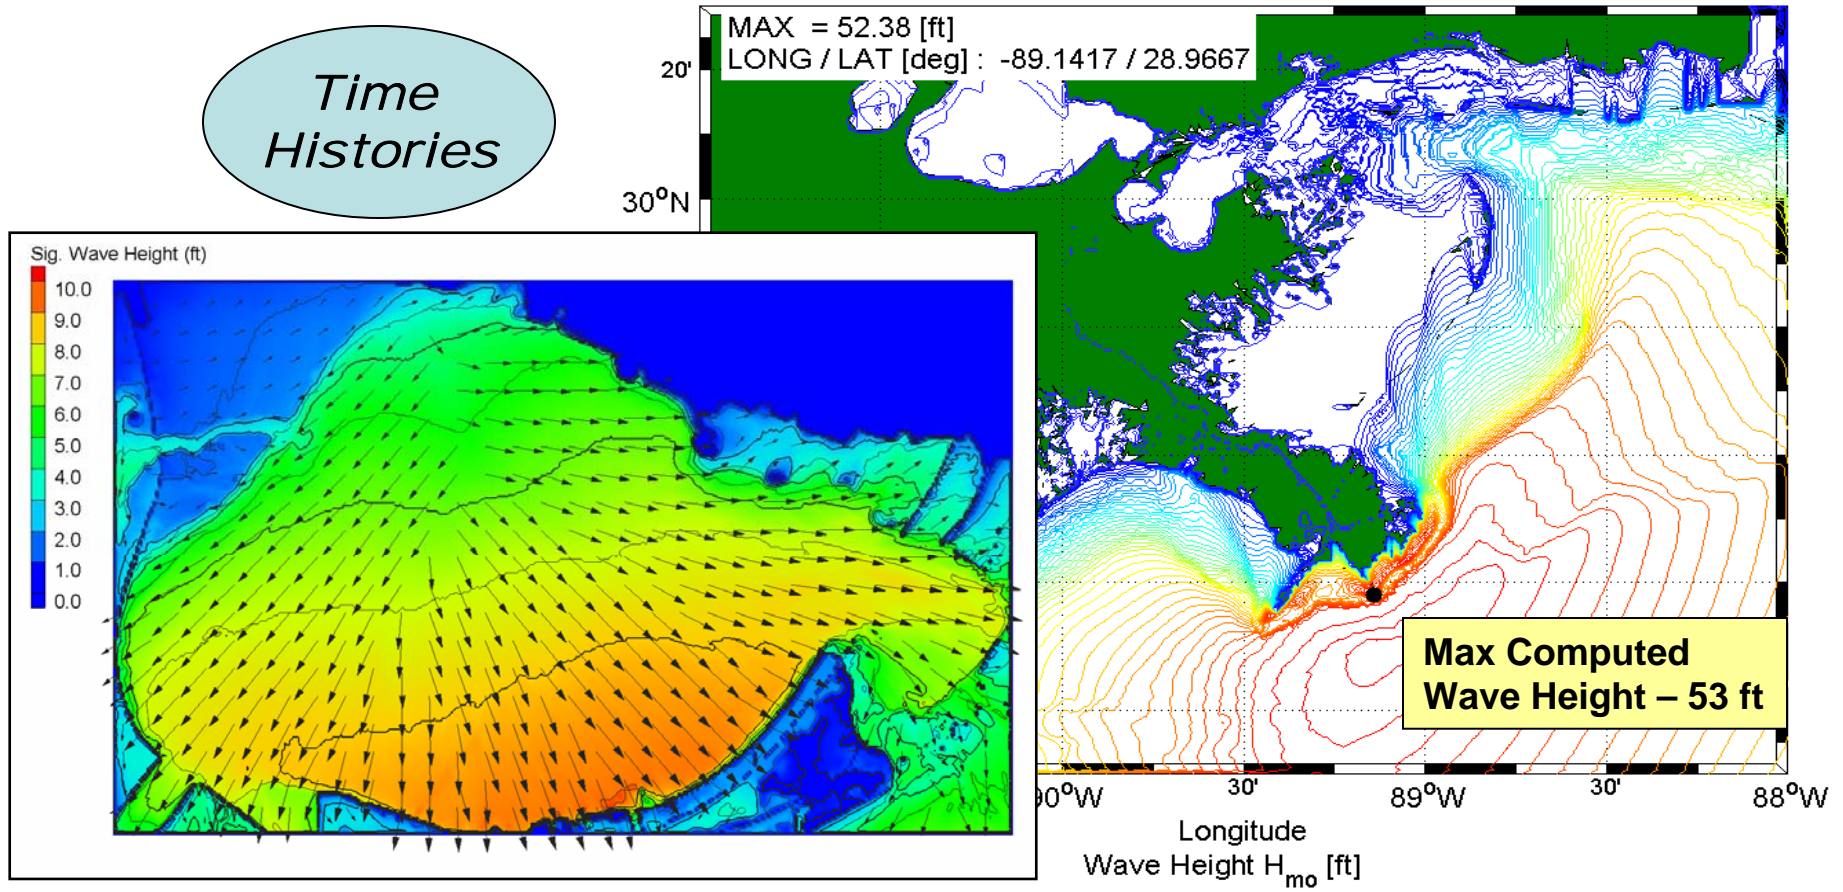 Time
Histories
MAX = 52.38 [ft]
LONG / LAT [deg] : -89.1417 / 28.9667
20'
30°N
Sig. Wave Height (ft)
10.0
9.0
8.0
7.0
6.0
5.0
4.0
3.0
2.0
1.0
0.0
Max Computed
Wave Height – 53 ft
90°W 30' 89°W 30' 88°W
Longitude
Wave Height Hmo [ft]